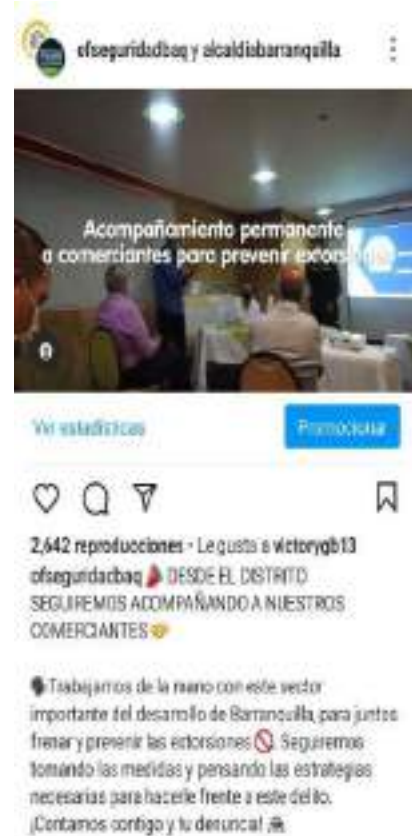 ofseguridadbaq y alcaldiabarranquilla
Acompañamiento permanente
a comerciantes para prevenir extorsión
Ver estadísticas
Promocionar
2,642 reproducciones - Le gusta a victorygb13
ofseguridadbaq DESDE EL DISTRITO
SEGUIREMOS ACOMPAÑANDO A NUESTROS
COMERCIANTES
Trabajamos de la mano con este sector
importante del desarrollo de Barranquilla, para juntos
frenar y prevenir las extorsiones Seguiremos
tomando las medidas y pensando las estrategias
necesarias para hacerle frente a este delito.
¡Contamos contigo y tu denuncia!